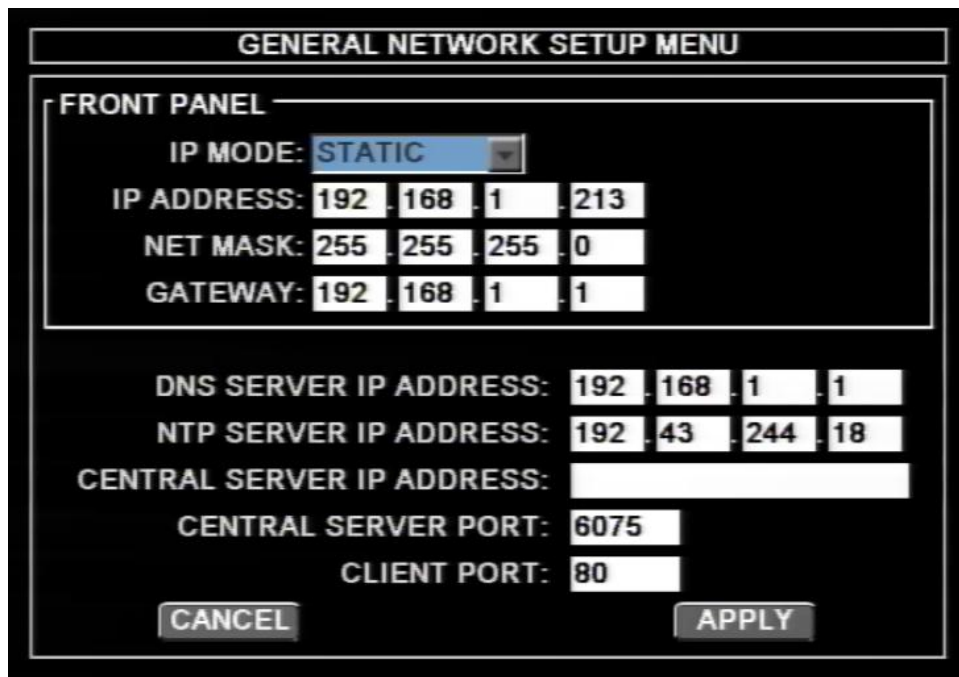 GENERAL NETWORK SETUP MENU
FRONT PANEL
IP MODE: STATIC
IP ADDRESS: 192 . 168 . 1 . 213
NET MASK: 255 . 255 . 255 . 0
GATEWAY: 192 . 168 . 1 . 1
DNS SERVER IP ADDRESS: 192 . 168 . 1 . 1
NTP SERVER IP ADDRESS: 192 . 43 . 244 . 18
CENTRAL SERVER IP ADDRESS:
CENTRAL SERVER PORT: 6075
CLIENT PORT: 80
CANCEL APPLY